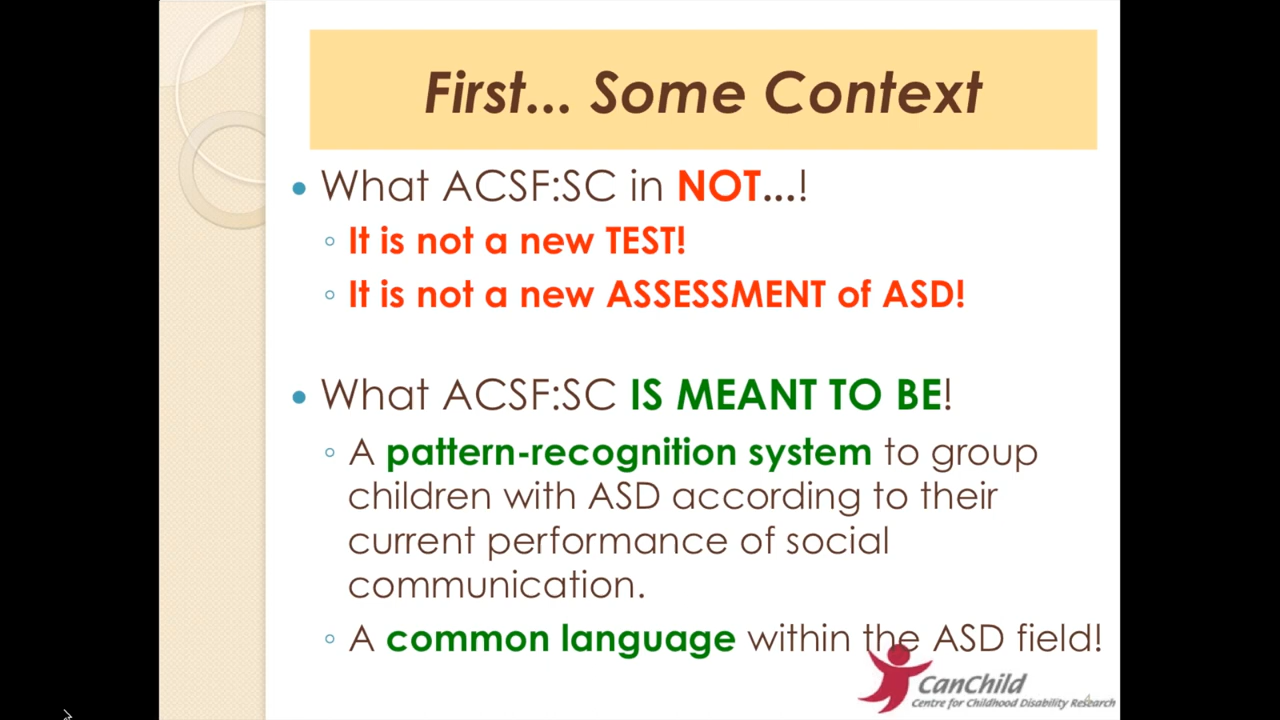 First... Some Context
What ACSF:SC in NOT...!
It is not a new TEST!
It is not a new ASSESSMENT of ASD!
What ACSF:SC IS MEANT TO BE!
A pattern-recognition system to group
children with ASD according to their
current performance of social
communication.
A common language within the ASD field!
CanChild
Centre for Childhood Disability Research